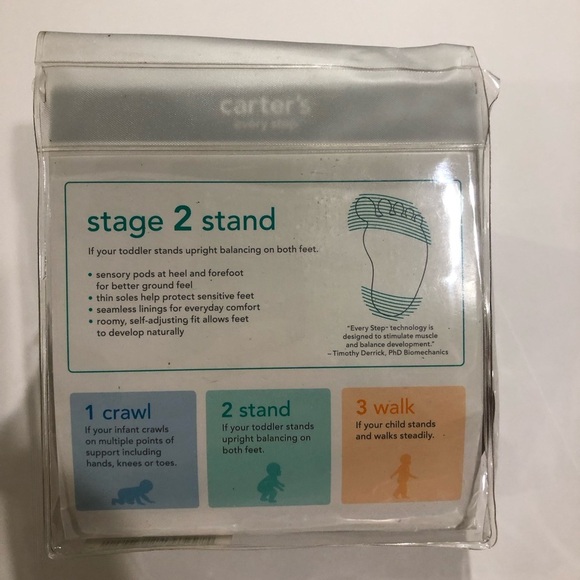 carter's
every step
stage 2 stand
If your toddler stands upright balancing on both feet.
• sensory pods at heel and forefoot
for better ground feel
• thin soles help protect sensitive feet
• seamless linings for everyday comfort
• roomy, self-adjusting fit allows feet
to develop naturally
"Every Step® technology is
designed to stimulate muscle
and balance development."
– Timothy Derrick, PhD Biomechanics
1 crawl
If your infant crawls
on multiple points of
support including
hands, knees or toes.
2 stand
If your toddler stands
upright balancing on
both feet.
3 walk
If your child stands
and walks steadily.